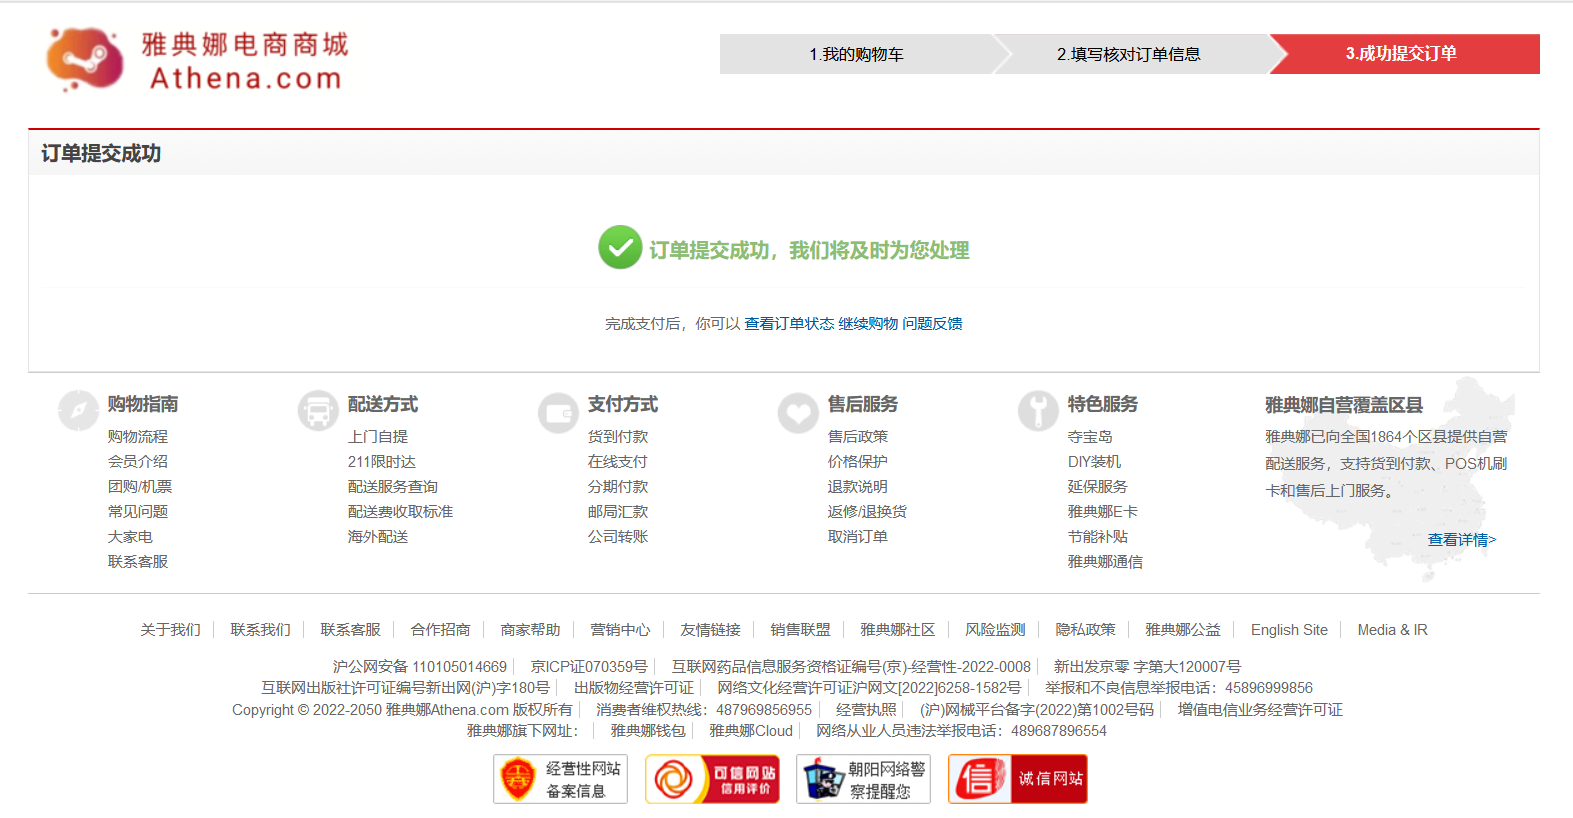 雅典娜电商商城
Athena.com
1.我的购物车
2.填写核对订单信息
3.成功提交订单
订单提交成功
订单提交成功，我们将及时为您处理
完成支付后，你可以 查看订单状态 继续购物 问题反馈
购物指南
购物流程
会员介绍
团购/机票
常见问题
大家电
联系客服
配送方式
上门自提
211限时达
配送服务查询
配送费收取标准
海外配送
支付方式
货到付款
在线支付
分期付款
邮局汇款
公司转账
售后服务
售后政策
价格保护
退款说明
返修/退换货
取消订单
特色服务
夺宝岛
DIY装机
延保服务
雅典娜E卡
节能补贴
雅典娜通信
雅典娜自营覆盖区县
雅典娜已向全国1864个区县提供自营
配送服务，支持货到付款、POS机刷
卡和售后上门服务。
查看详情>
关于我们 联系我们 联系客服 合作招商 商家帮助 营销中心 友情链接 销售联盟 雅典娜社区 风险监测 隐私政策 雅典娜公益 English Site Media & IR
沪公网安备 110105014669 京ICP证070359号 互联网药品信息服务资格证编号(京)-经营性-2022-0008 新出发京零 字第大120007号
互联网出版社许可证编号新出网(沪)字180号 出版物经营许可证 网络文化经营许可证沪网文[2022]6258-1582号 举报和不良信息举报电话：45896999856
Copyright © 2022-2050 雅典娜Athena.com 版权所有 消费者维权热线：487969856955 经营执照 (沪)网械平台备字(2022)第1002号码 增值电信业务经营许可证
雅典娜旗下网址： 雅典娜钱包 雅典娜Cloud 网络从业人员违法举报电话：489687896554
经营性网站
备案信息
可信网站
信用评价
朝阳网络警
察提醒您
信
诚信网站